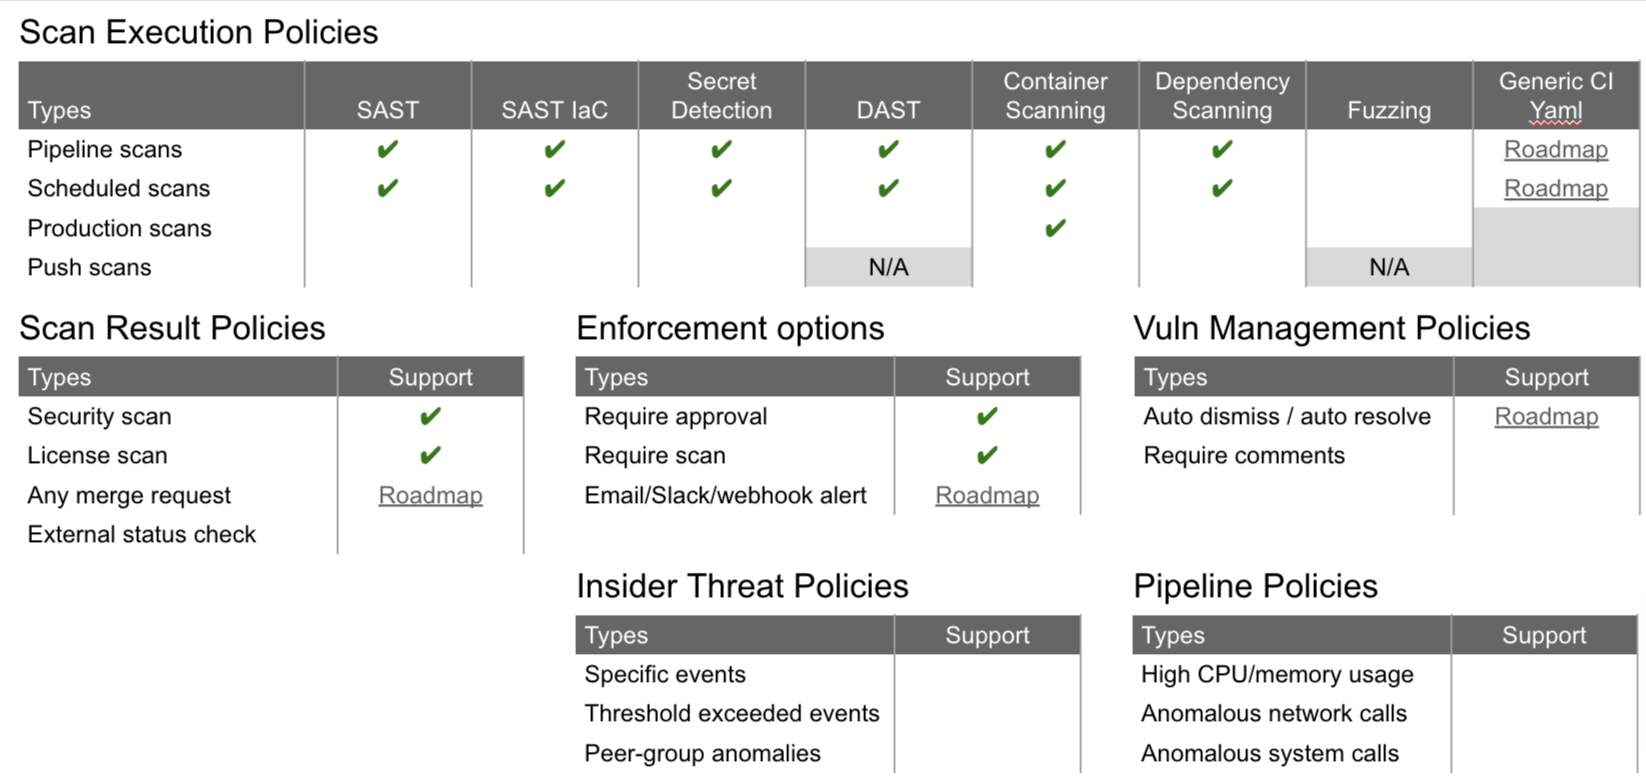 Scan Execution Policies
Types SAST SAST IaC Secret Detection DAST Container Scanning Dependency Scanning Fuzzing Generic CI Yaml
Pipeline scans ✔ ✔ ✔ ✔ ✔ ✔ Roadmap
Scheduled scans ✔ ✔ ✔ ✔ ✔ ✔ Roadmap
Production scans ✔
Push scans N/A N/A
Scan Result Policies
Types Support
Security scan ✔
License scan ✔
Any merge request Roadmap
External status check
Enforcement options
Types Support
Require approval ✔
Require scan ✔
Email/Slack/webhook alert Roadmap
Vuln Management Policies
Types Support
Auto dismiss / auto resolve Roadmap
Require comments
Insider Threat Policies
Types Support
Specific events
Threshold exceeded events
Peer-group anomalies
Pipeline Policies
Types Support
High CPU/memory usage
Anomalous network calls
Anomalous system calls